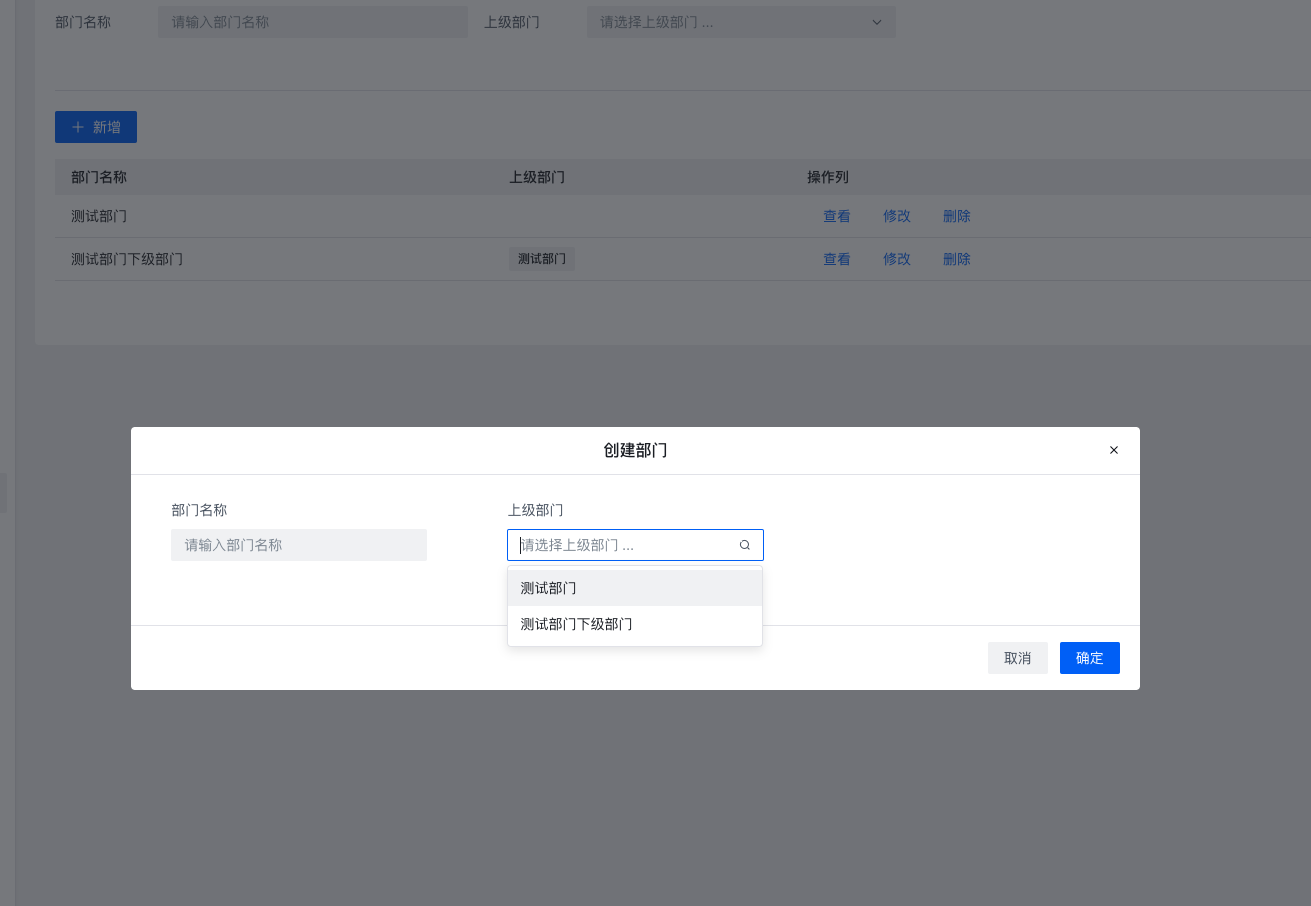 部门名称 请输入部门名称 上级部门 请选择上级部门 ...
新增
部门名称 上级部门 操作列
测试部门 查看 修改 删除
测试部门下级部门 测试部门 查看 修改 删除
创建部门
部门名称 上级部门
请输入部门名称 请选择上级部门 ...
测试部门
测试部门下级部门
取消 确定